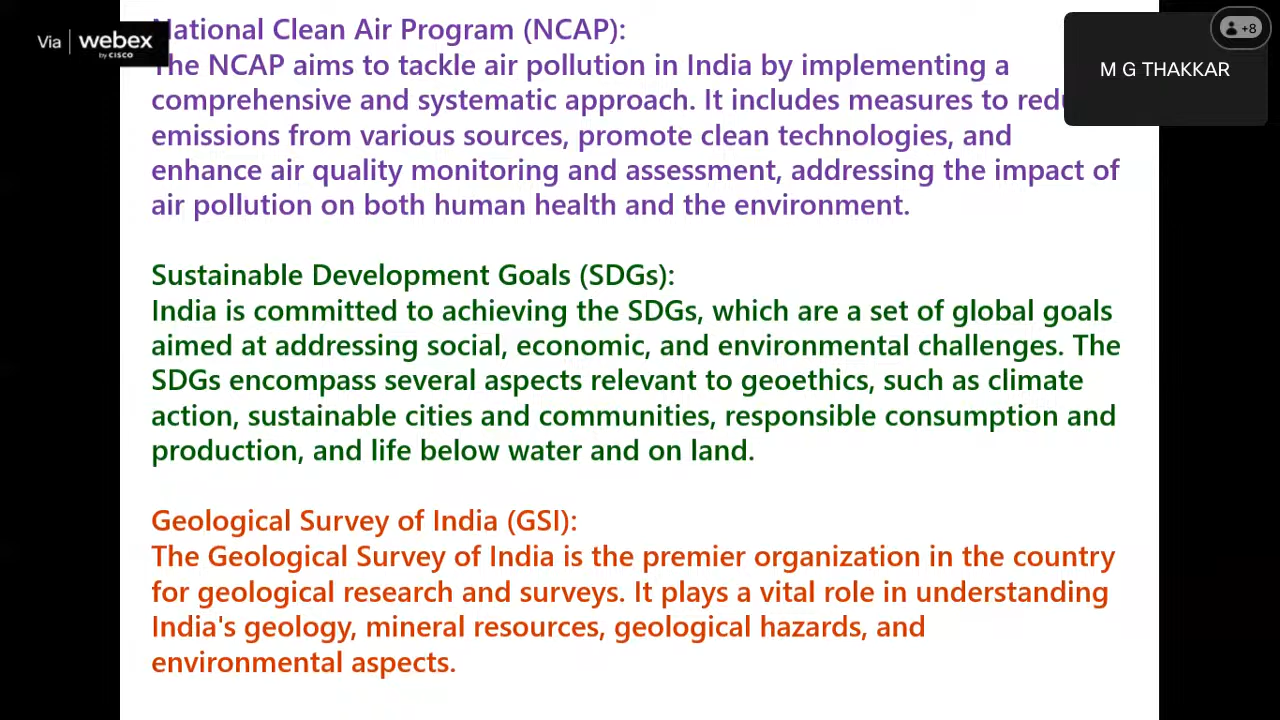 National Clean Air Program (NCAP):
The NCAP aims to tackle air pollution in India by implementing a
comprehensive and systematic approach. It includes measures to
emissions from various sources, promote clean technologies, and
enhance air quality monitoring and assessment, addressing the impact of
air pollution on both human health and the environment.
Sustainable Development Goals (SDGs):
India is committed to achieving the SDGs, which are a set of global goals
aimed at addressing social, economic, and environmental challenges. The
SDGs encompass several aspects relevant to geoethics, such as climate
action, sustainable cities and communities, responsible consumption and
production, and life below water and on land.
Geological Survey of India (GSI):
The Geological Survey of India is the premier organization in the country
for geological research and surveys. It plays a vital role in understanding
India's geology, mineral resources, geological hazards, and
environmental aspects.
Via webex
by CISCO
M G THAKKAR
+8